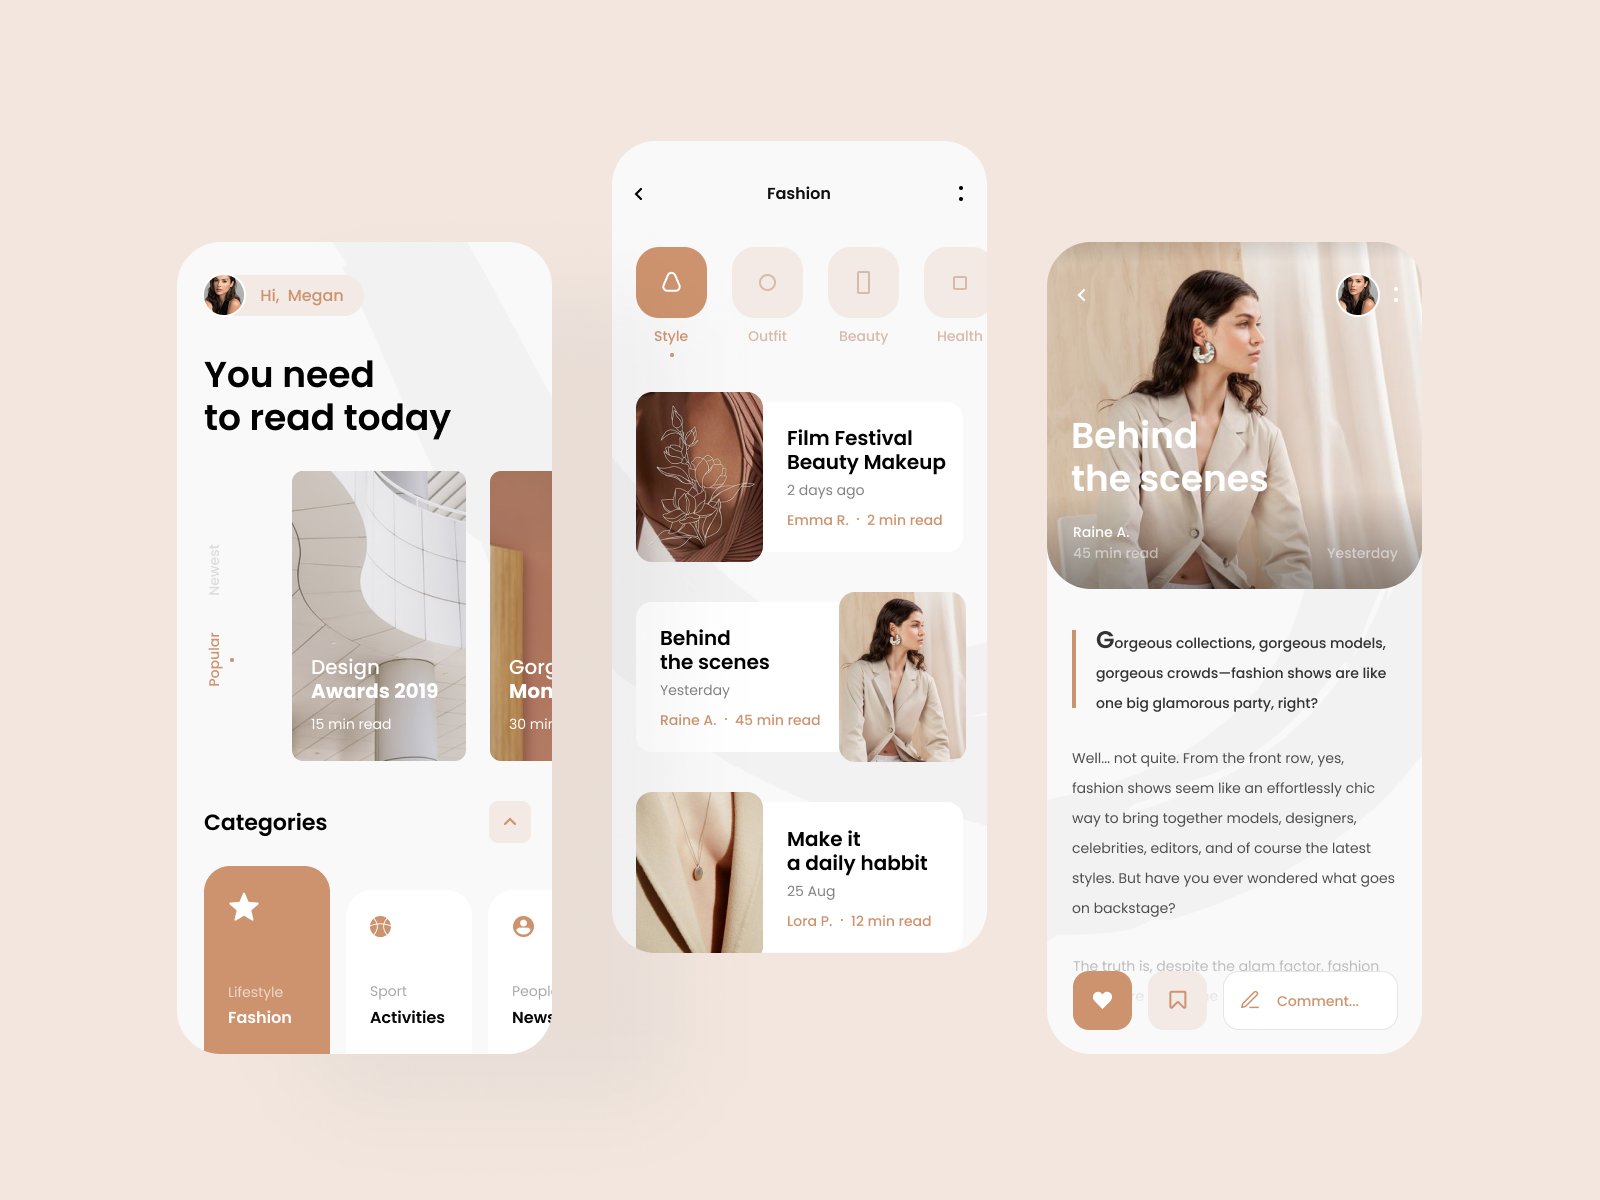 Hi, Megan
You need
to read today
Newest
Popular
Design
Awards 2019
15 min read
30 min
Categories
Lifestyle
Fashion
Sport
Activities
People
News
Fashion
Style
Outfit
Beauty
Health
Film Festival
Beauty Makeup
2 days ago
Emma R. · 2 min read
Behind
the scenes
Yesterday
Raine A. · 45 min read
Make it
a daily habbit
25 Aug
Lora P. · 12 min read
Behind
the scenes
Raine A.
45 min read
Yesterday
Gorgeous collections, gorgeous models,
gorgeous crowds—fashion shows are like
one big glamorous party, right?
Well... not quite. From the front row, yes,
fashion shows seem like an effortlessly chic
way to bring together models, designers,
celebrities, editors, and of course the latest
styles. But have you ever wondered what goes
on backstage?
The truth is, despite the glam factor, fashion
Comment...